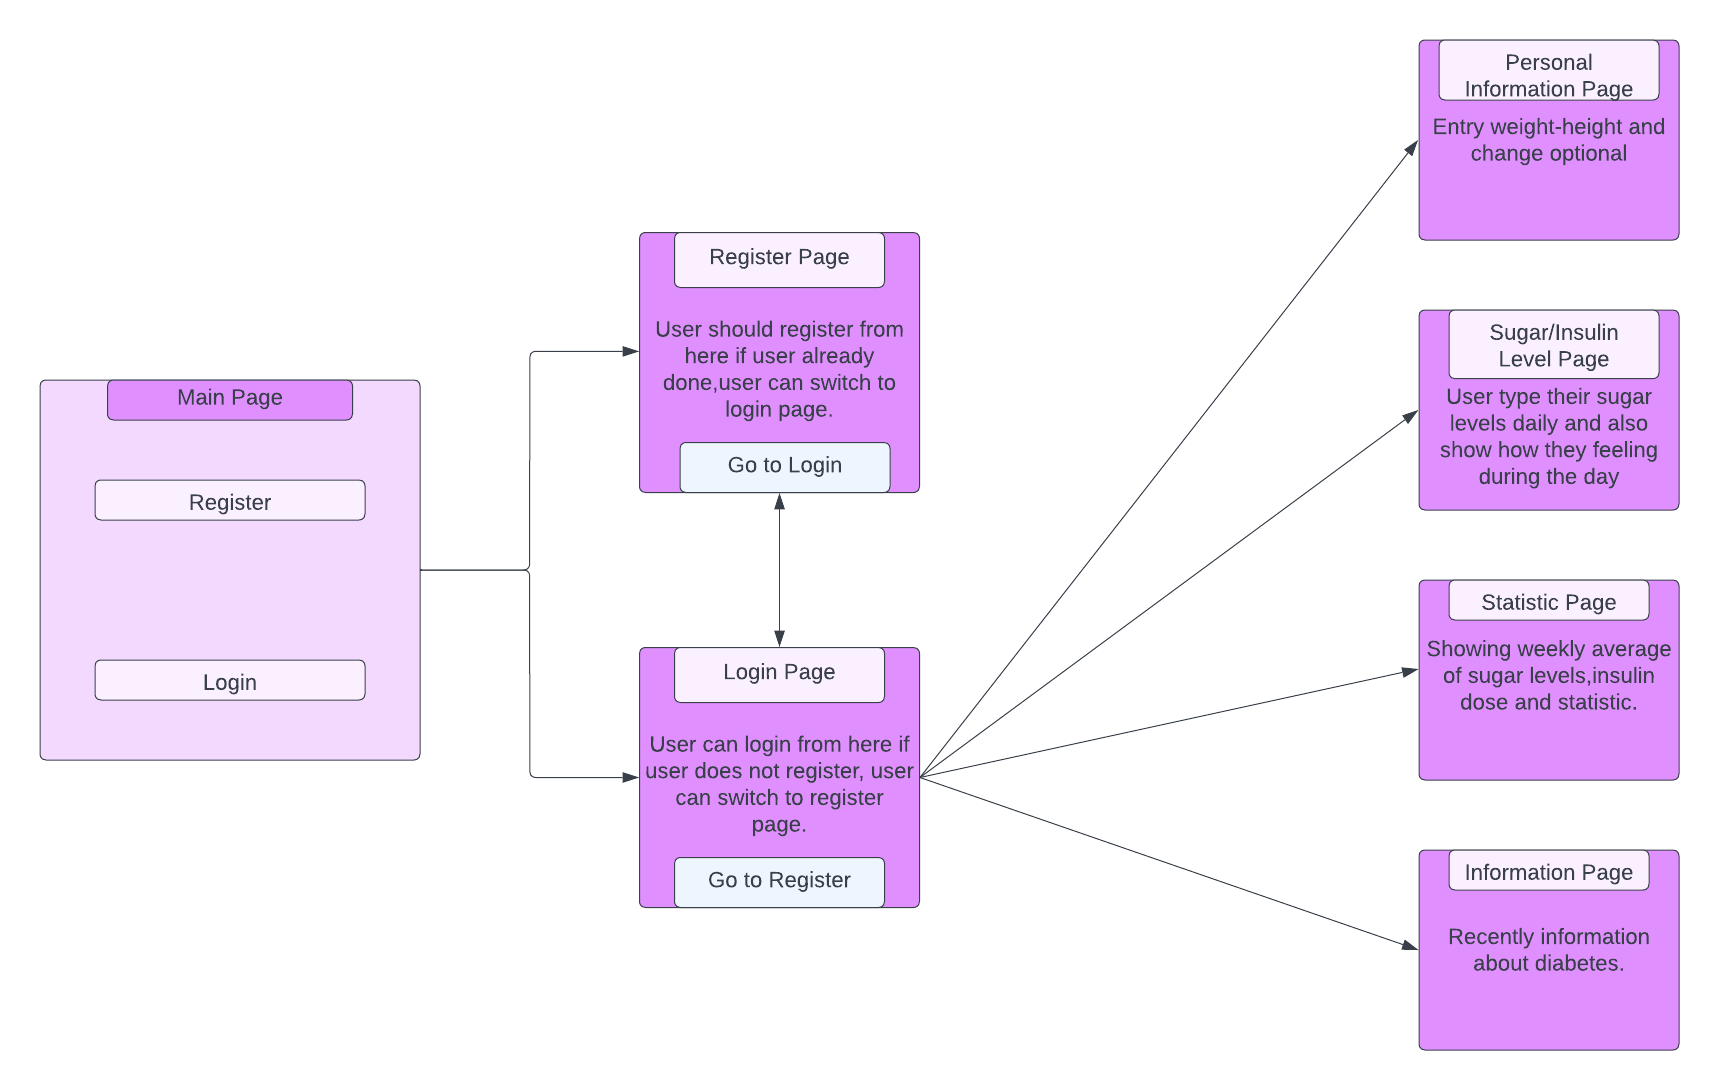 Main Page
Register
Login
Register Page
User should register from
here if user already
done,user can switch to
login page.
Go to Login
Login Page
User can login from here if
user does not register, user
can switch to register
page.
Go to Register
Personal
Information Page
Entry weight-height and
change optional
Sugar/Insulin
Level Page
User type their sugar
levels daily and also
show how they feeling
during the day
Statistic Page
Showing weekly average
of sugar levels,insulin
dose and statistic.
Information Page
Recently information
about diabetes.